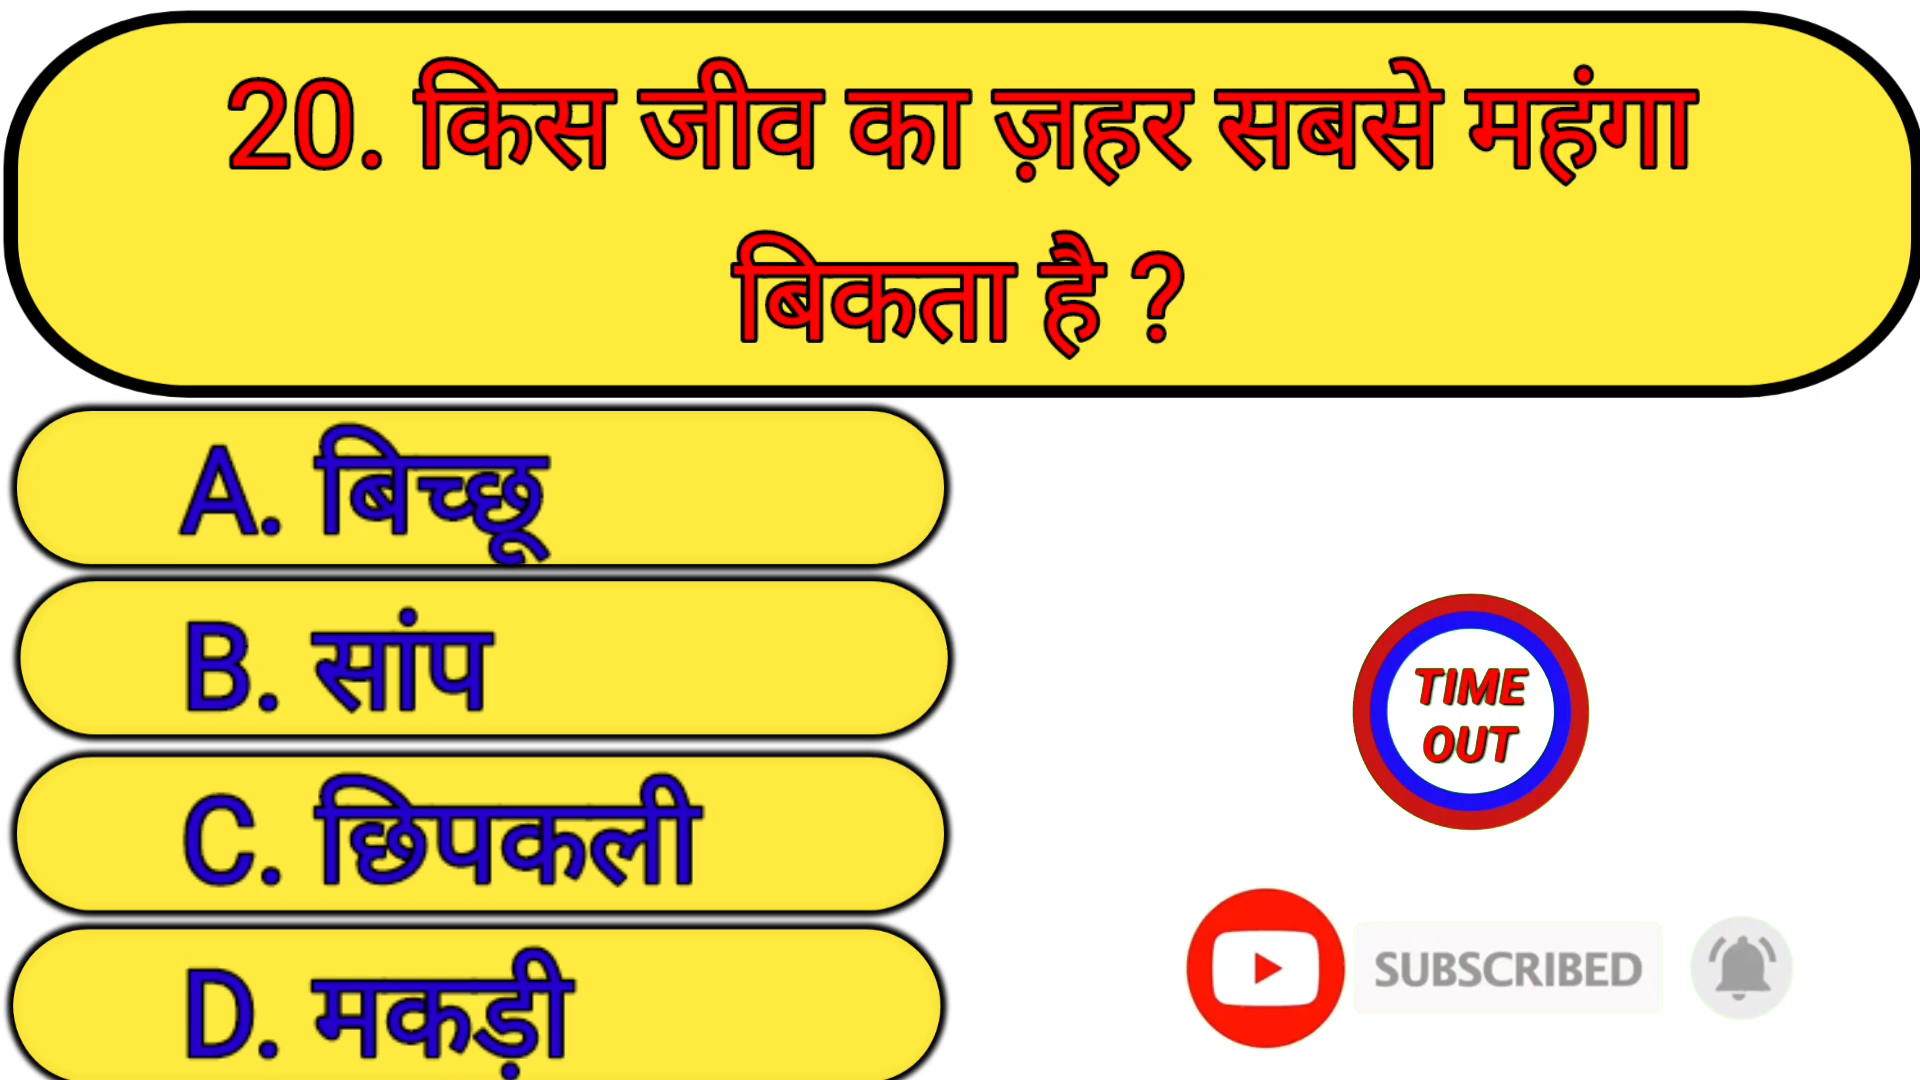 20. किस जीव का ज़हर सबसे महंगा
बिकता है ?
A. बिच्छू
B. सांप
C. छिपकली
D. मकड़ी
TIME
OUT
SUBSCRIBED